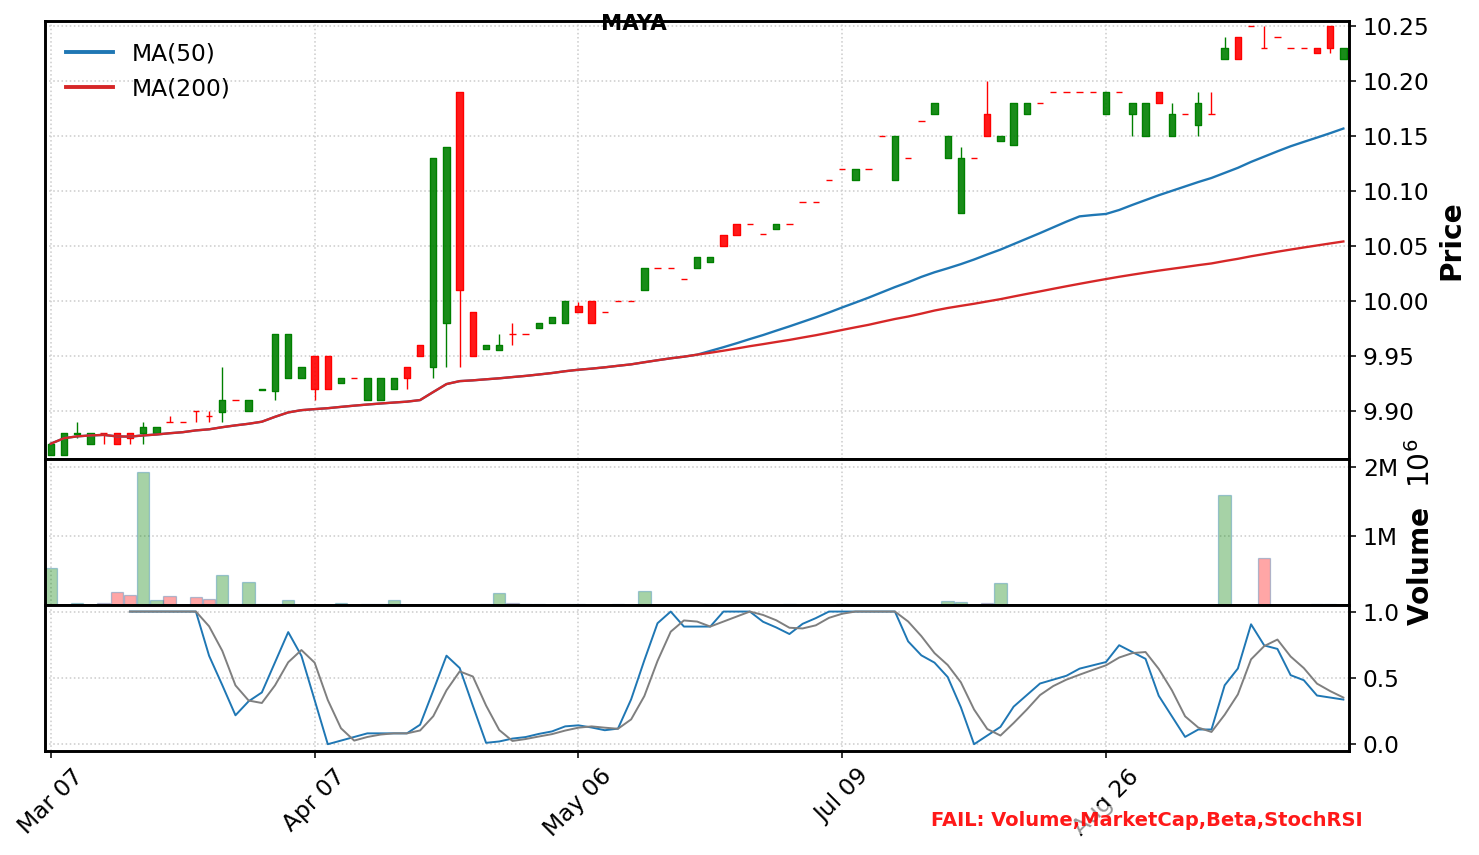 MAYA
MA(50)
MA(200)
10.25
10.20
10.15
10.10
10.05
10.00
9.95
9.90
Price
2M
1M
Volume 10^6
1.0
0.5
0.0
Mar 07
Apr 07
May 06
Jul 09
Aug 26
FAIL: Volume,MarketCap,Beta,StochRSI